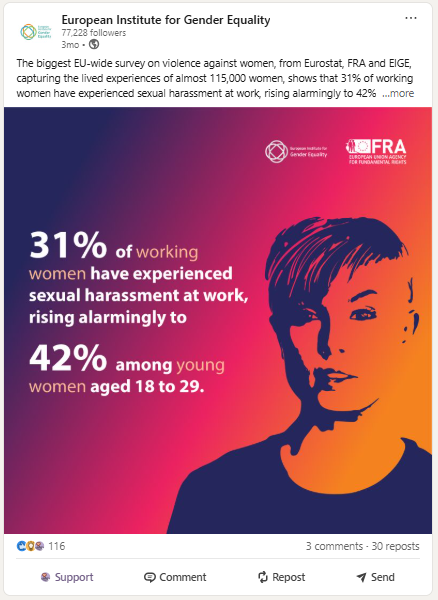 European Institute for Gender Equality
77,228 followers
3mo •
The biggest EU-wide survey on violence against women, from Eurostat, FRA and EIGE,
capturing the lived experiences of almost 115,000 women, shows that 31% of working
women have experienced sexual harassment at work, rising alarmingly to 42% ...more
European Institute for
Gender Equality
FRA
EUROPEAN UNION AGENCY
FOR FUNDAMENTAL RIGHTS
31% of working
women have experienced
sexual harassment at work,
rising alarmingly to
42% among young
women aged 18 to 29.
116
3 comments · 30 reposts
Support
Comment
Repost
Send